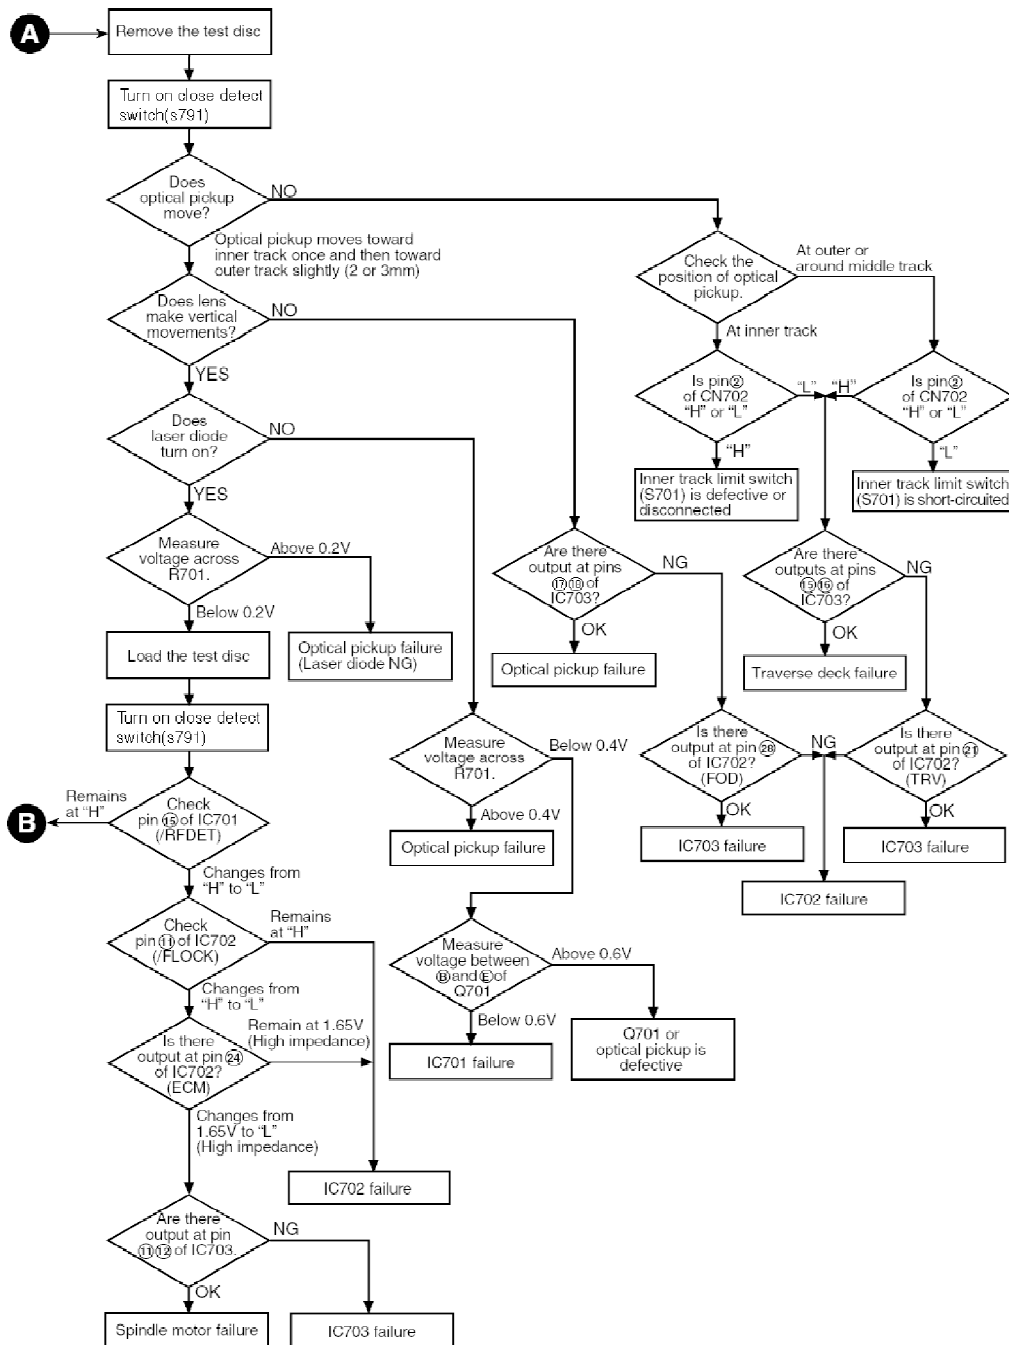 A
Remove the test disc
Turn on close detect
switch(s791)
Does
optical pickup
move?
NO
Optical pickup moves toward
inner track once and then toward
outer track slightly (2 or 3mm)
Check the
position of optical
pickup.
At outer or
around middle track
At inner track
Does lens
make vertical
movements?
NO
YES
Is pin②
of CN702
"H" or "L"
"L"
"H"
Is pin②
of CN702
"H" or "L"
"H"
"L"
Inner track limit switch
(S701) is defective or
disconnected
Inner track limit switch
(S701) is short-circuited
Does
laser diode
turn on?
NO
YES
Measure
voltage across
R701.
Above 0.2V
Below 0.2V
Optical pickup failure
(Laser diode NG)
Are there
output at pins
⑰⑱ of
IC703?
NG
OK
Optical pickup failure
Are there
outputs at pins
⑮⑯ of
IC703?
NG
OK
Traverse deck failure
Load the test disc
Turn on close detect
switch(s791)
Measure
voltage across
R701.
Below 0.4V
Above 0.4V
Optical pickup failure
Is there
output at pin ㉘
of IC702?
(FOD)
NG
OK
IC703 failure
Is there
output at pin ㉑
of IC702?
(TRV)
OK
IC703 failure
IC702 failure
B
Remains
at "H"
Check
pin ⑮ of IC701
(/RFDET)
Changes from
"H" to "L"
Check
pin ⑪ of IC702
(/FLOCK)
Remains
at "H"
Changes from
"H" to "L"
Measure
voltage between
Ⓑ and Ⓔ of
Q701
Above 0.6V
Below 0.6V
IC701 failure
Q701 or
optical pickup is
defective
Is there
output at pin ㉔
of IC702?
(ECM)
Remain at 1.65V
(High impedance)
Changes from
1.65V to "L"
(High impedance)
IC702 failure
Are there
output at pin
⑪⑫ of IC703.
NG
OK
Spindle motor failure
IC703 failure